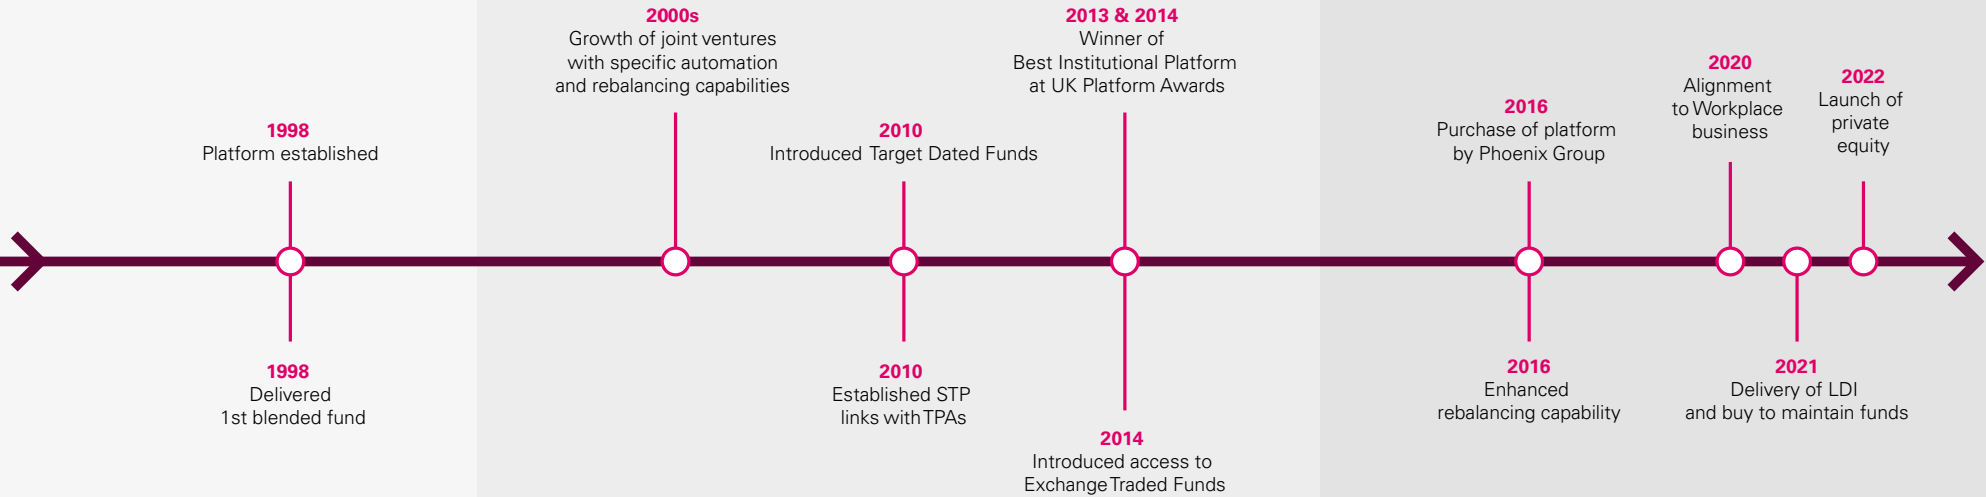 1998
Platform established
1998
Delivered
1st blended fund
2000s
Growth of joint ventures
with specific automation
and rebalancing capabilities
2010
Introduced Target Dated Funds
2010
Established STP
links with TPAs
2013 & 2014
Winner of
Best Institutional Platform
at UK Platform Awards
2014
Introduced access to
Exchange Traded Funds
2016
Purchase of platform
by Phoenix Group
2016
Enhanced
rebalancing capability
2020
Alignment
to Workplace
business
2021
Delivery of LDI
and buy to maintain funds
2022
Launch of
private
equity